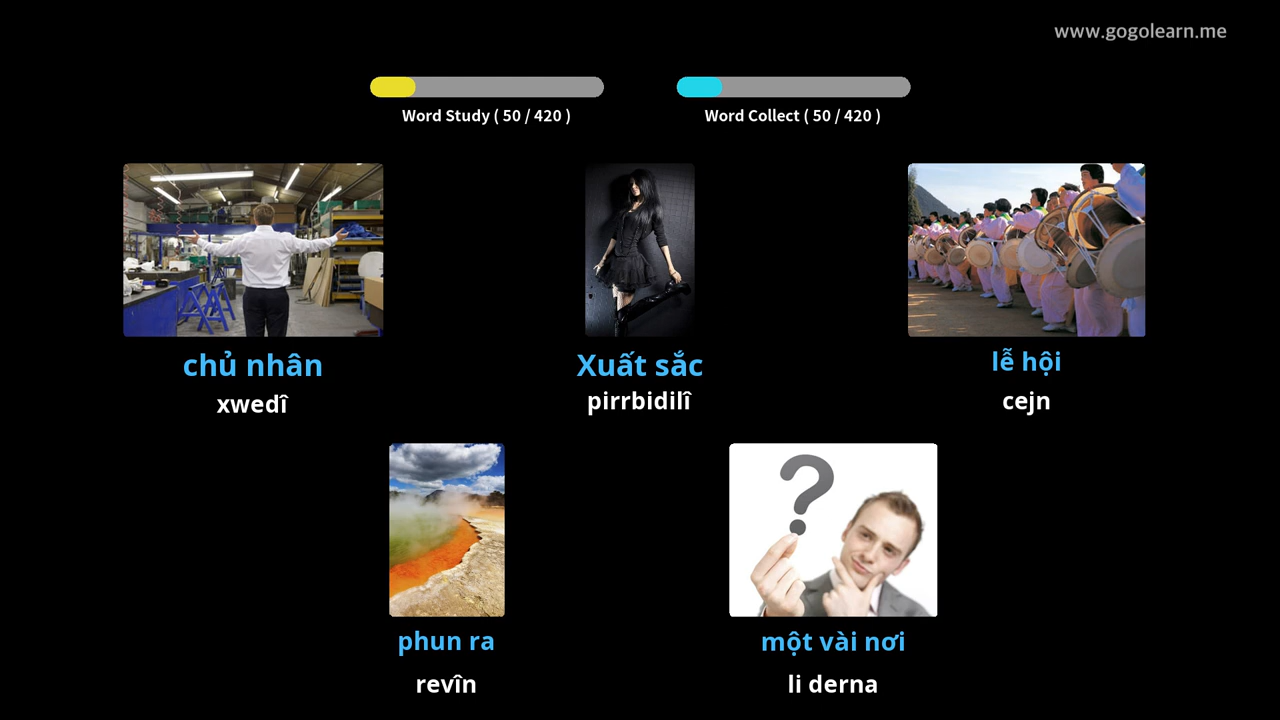 www.gogolearn.me
Word Study ( 50 / 420 )
Word Collect ( 50 / 420 )
chủ nhân
xwedî
Xuất sắc
pirrbidilî
lễ hội
cejn
phun ra
revîn
một vài nơi
li derna